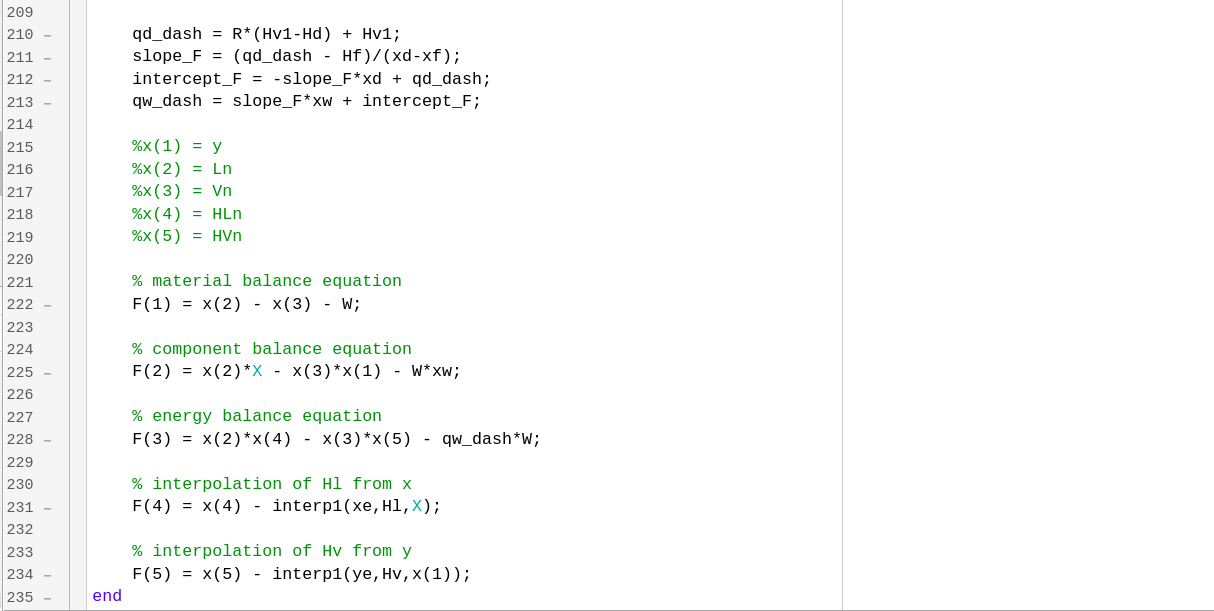 209
210 –     qd_dash = R*(Hv1-Hd) + Hv1;
211 –     slope_F = (qd_dash - Hf)/(xd-xf);
212 –     intercept_F = -slope_F*xd + qd_dash;
213 –     qw_dash = slope_F*xw + intercept_F;
214
215       %x(1) = y
216       %x(2) = Ln
217       %x(3) = Vn
218       %x(4) = HLn
219       %x(5) = HVn
220
221       % material balance equation
222 –     F(1) = x(2) - x(3) - W;
223
224       % component balance equation
225 –     F(2) = x(2)*X - x(3)*x(1) - W*xw;
226
227       % energy balance equation
228 –     F(3) = x(2)*x(4) - x(3)*x(5) - qw_dash*W;
229
230       % interpolation of Hl from x
231 –     F(4) = x(4) - interp1(xe,Hl,X);
232
233       % interpolation of Hv from y
234 –     F(5) = x(5) - interp1(ye,Hv,x(1));
235 – end